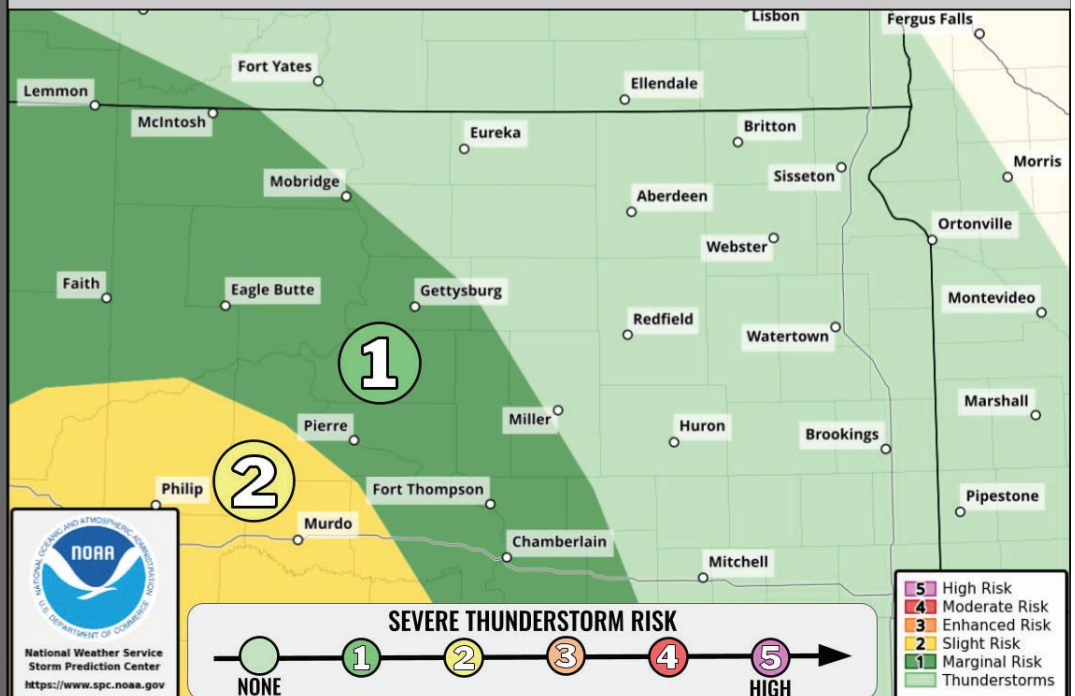 Lisbon
Fergus Falls
Fort Yates
Lemmon
Ellendale
McIntosh
Eureka
Britton
Morris
Mobridge
Sisseton
Aberdeen
Ortonville
Webster
Faith
Eagle Butte
Gettysburg
Montevideo
Redfield
Watertown
1
Marshall
Miller
Pierre
Huron
Brookings
2
Philip
Fort Thompson
Pipestone
Murdo
Chamberlain
Mitchell
NATIONAL OCEANIC AND ATMOSPHERIC ADMINISTRATION
NOAA
U.S. DEPARTMENT OF COMMERCE
National Weather Service
Storm Prediction Center
https://www.spc.noaa.gov
SEVERE THUNDERSTORM RISK
1 2 3 4 5
NONE HIGH
5 High Risk
4 Moderate Risk
3 Enhanced Risk
2 Slight Risk
1 Marginal Risk
Thunderstorms